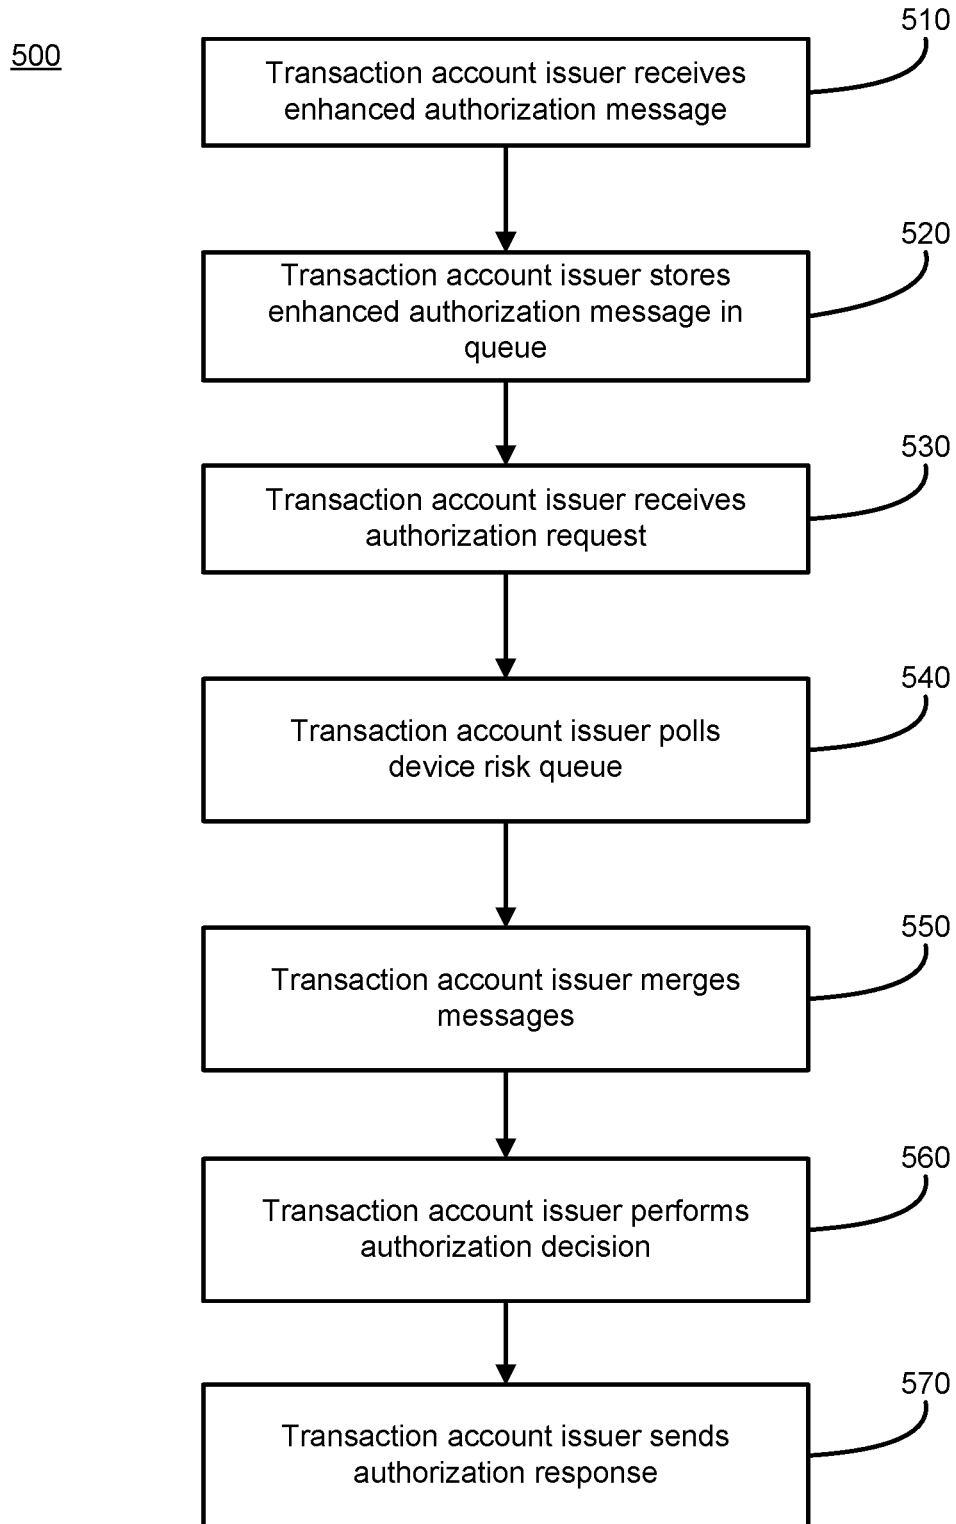 500
510
Transaction account issuer receives
enhanced authorization message
520
Transaction account issuer stores
enhanced authorization message in
queue
530
Transaction account issuer receives
authorization request
540
Transaction account issuer polls
device risk queue
550
Transaction account issuer merges
messages
560
Transaction account issuer performs
authorization decision
570
Transaction account issuer sends
authorization response